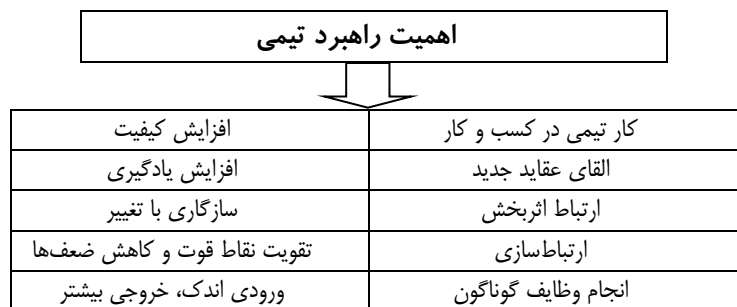 اهمیت راهبرد تیمی
کار تیمی در کسب و کار	افزایش کیفیت
القای عقاید جدید	افزایش یادگیری
ارتباط اثربخش	سازگاری با تغییر
ارتباط‌سازی	تقویت نقاط قوت و کاهش ضعف‌ها
انجام وظایف گوناگون	ورودی اندک، خروجی بیشتر